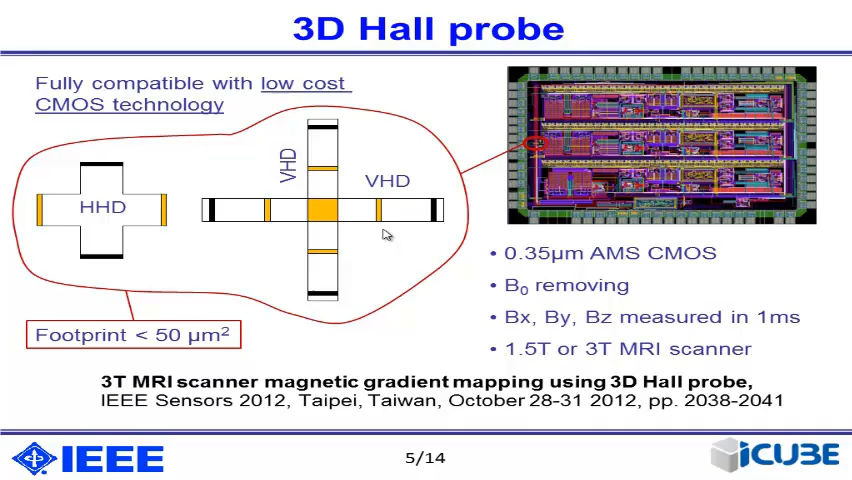 3D Hall probe
Fully compatible with low cost
CMOS technology
VHD
VHD
HHD
Footprint < 50 µm²
• 0.35µm AMS CMOS
• B₀ removing
• Bx, By, Bz measured in 1ms
• 1.5T or 3T MRI scanner
3T MRI scanner magnetic gradient mapping using 3D Hall probe,
IEEE Sensors 2012, Taipei, Taiwan, October 28-31 2012, pp. 2038-2041
IEEE
5/14
iCUBE